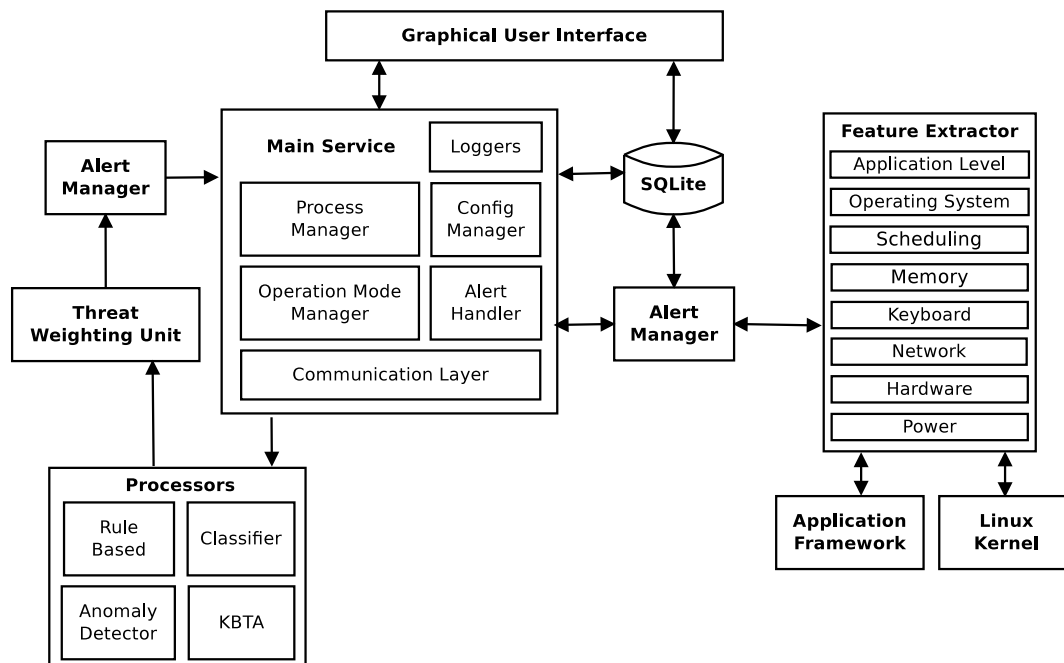 Graphical User Interface
Main Service
Loggers
Process
Manager
Config
Manager
Operation Mode
Manager
Alert
Handler
Communication Layer
Alert
Manager
Threat
Weighting Unit
Processors
Rule
Based
Classifier
Anomaly
Detector
KBTA
SQLite
Alert
Manager
Feature Extractor
Application Level
Operating System
Scheduling
Memory
Keyboard
Network
Hardware
Power
Application
Framework
Linux
Kernel